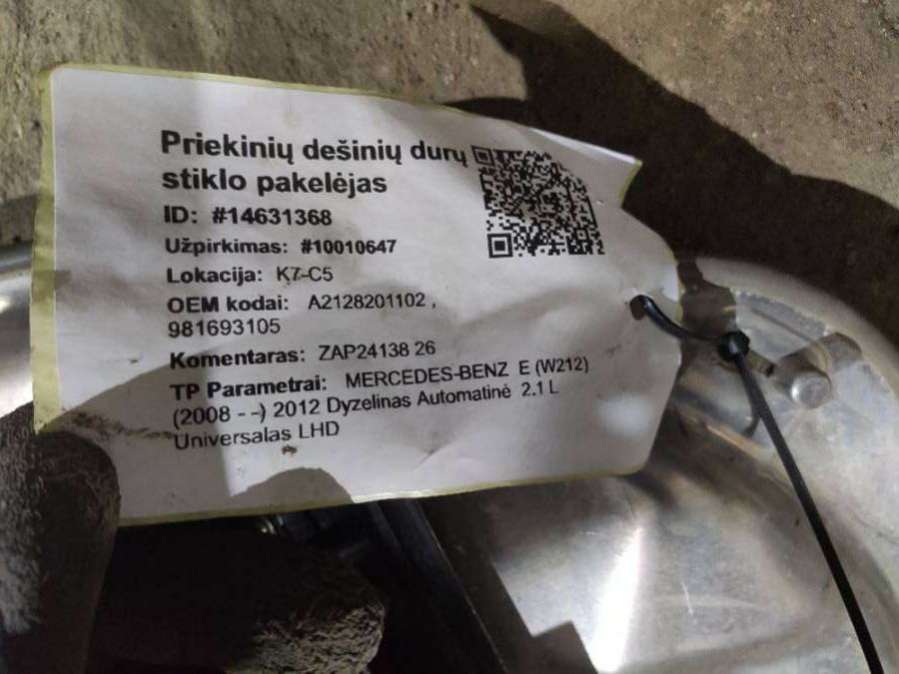 Priekinių dešinių durų
stiklo pakelėjas
ID: #14631368
Užpirkimas: #10010647
Lokacija: K7-C5
OEM kodai: A2128201102 ,
981693105
Komentaras: ZAP24138 26
TP Parametrai: MERCEDES-BENZ E (W212)
(2008 - -) 2012 Dyzelinas Automatinė 2.1 L
Universalas LHD